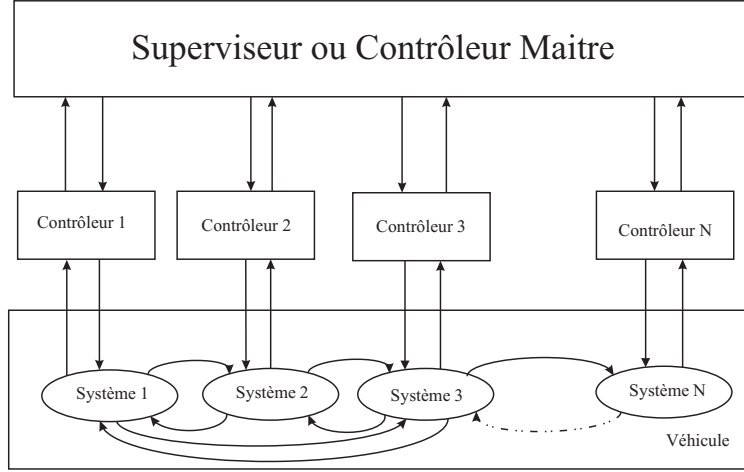 Superviseur ou Contrôleur Maitre
Contrôleur 1
Contrôleur 2
Contrôleur 3
Contrôleur N
Système 1
Système 2
Système 3
Système N
Véhicule